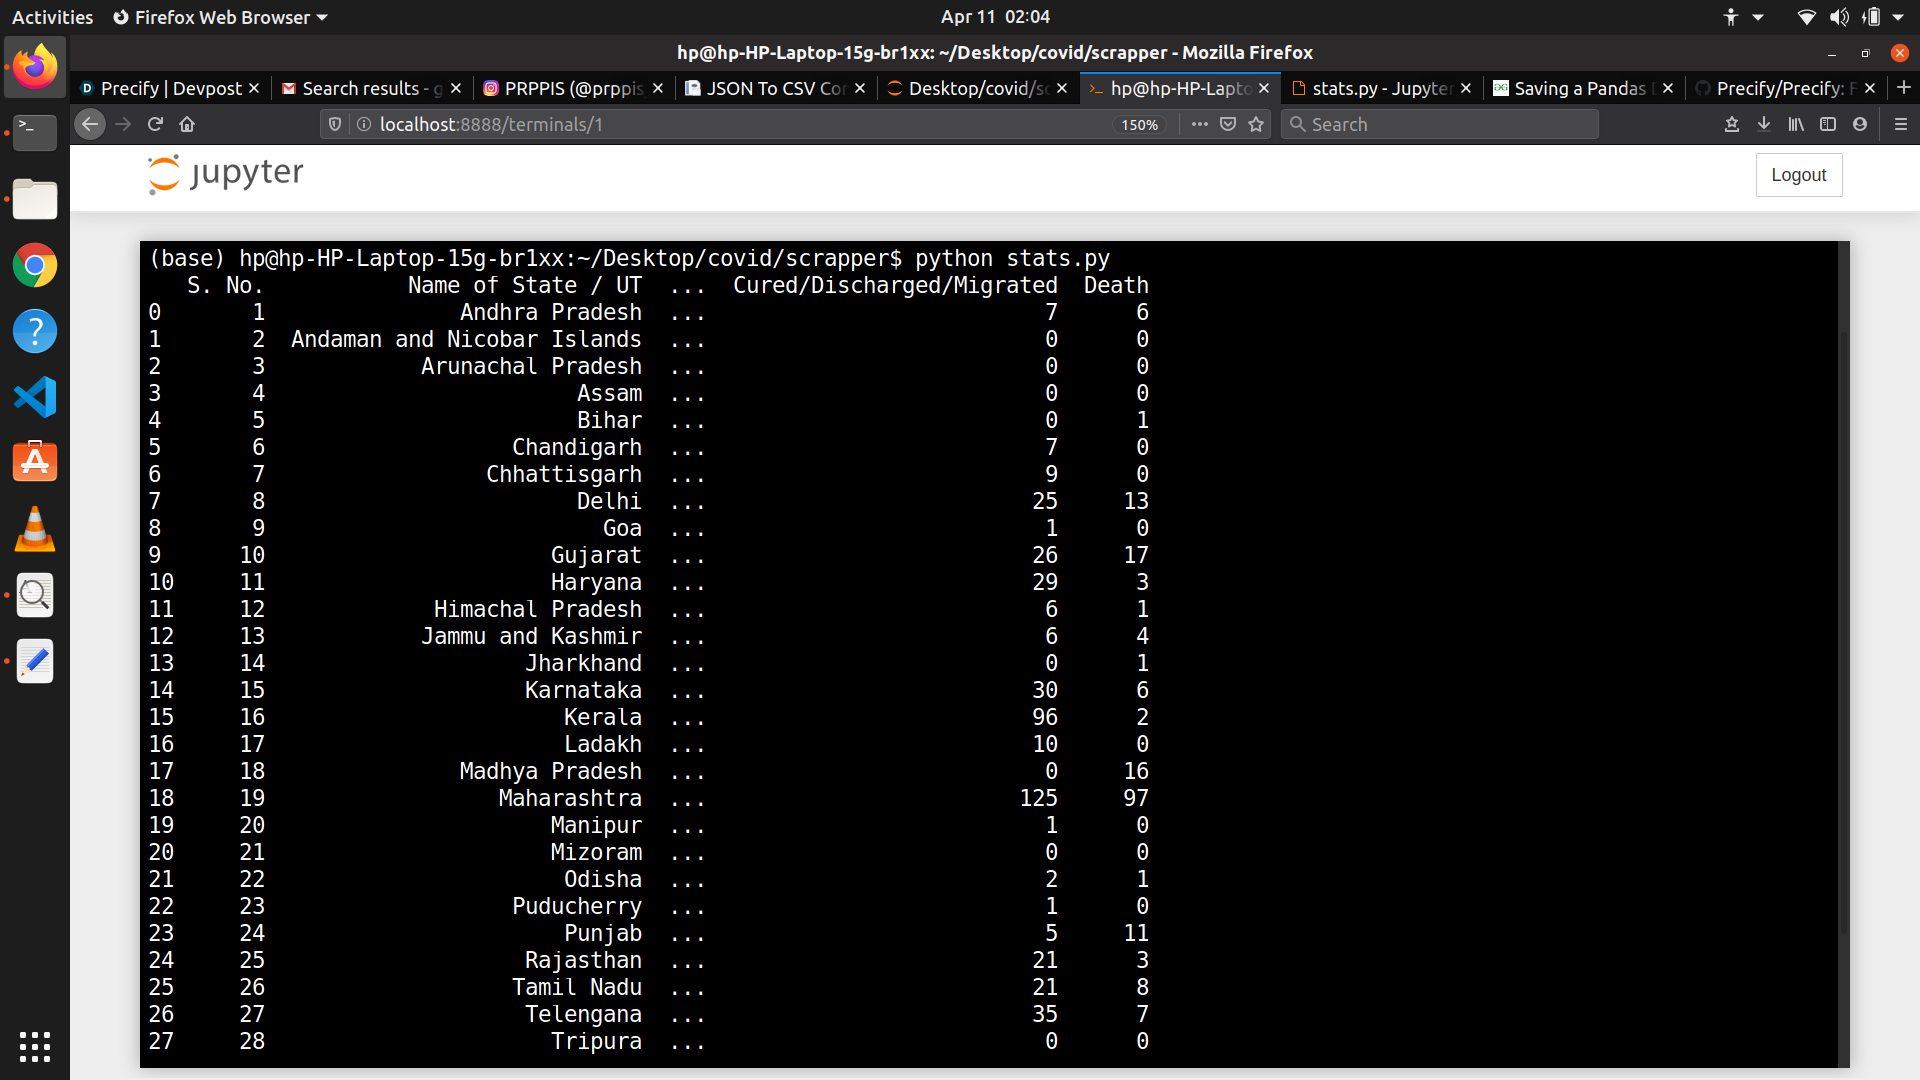 Activities Firefox Web Browser Apr 11 02:04
hp@hp-HP-Laptop-15g-br1xx: ~/Desktop/covid/scrapper - Mozilla Firefox
Precify | Devpost Search results - g PRPPIS (@prppis JSON To CSV Con Desktop/covid/sc hp@hp-HP-Lapto stats.py - Jupyter Saving a Pandas D Precify/Precify: F
localhost:8888/terminals/1 150% Search
jupyter Logout
(base) hp@hp-HP-Laptop-15g-br1xx:~/Desktop/covid/scrapper$ python stats.py
S. No. Name of State / UT ... Cured/Discharged/Migrated Death
0 1 Andhra Pradesh ... 7 6
1 2 Andaman and Nicobar Islands ... 0 0
2 3 Arunachal Pradesh ... 0 0
3 4 Assam ... 0 0
4 5 Bihar ... 0 1
5 6 Chandigarh ... 7 0
6 7 Chhattisgarh ... 9 0
7 8 Delhi ... 25 13
8 9 Goa ... 1 0
9 10 Gujarat ... 26 17
10 11 Haryana ... 29 3
11 12 Himachal Pradesh ... 6 1
12 13 Jammu and Kashmir ... 6 4
13 14 Jharkhand ... 0 1
14 15 Karnataka ... 30 6
15 16 Kerala ... 96 2
16 17 Ladakh ... 10 0
17 18 Madhya Pradesh ... 0 16
18 19 Maharashtra ... 125 97
19 20 Manipur ... 1 0
20 21 Mizoram ... 0 0
21 22 Odisha ... 2 1
22 23 Puducherry ... 1 0
23 24 Punjab ... 5 11
24 25 Rajasthan ... 21 3
25 26 Tamil Nadu ... 21 8
26 27 Telengana ... 35 7
27 28 Tripura ... 0 0